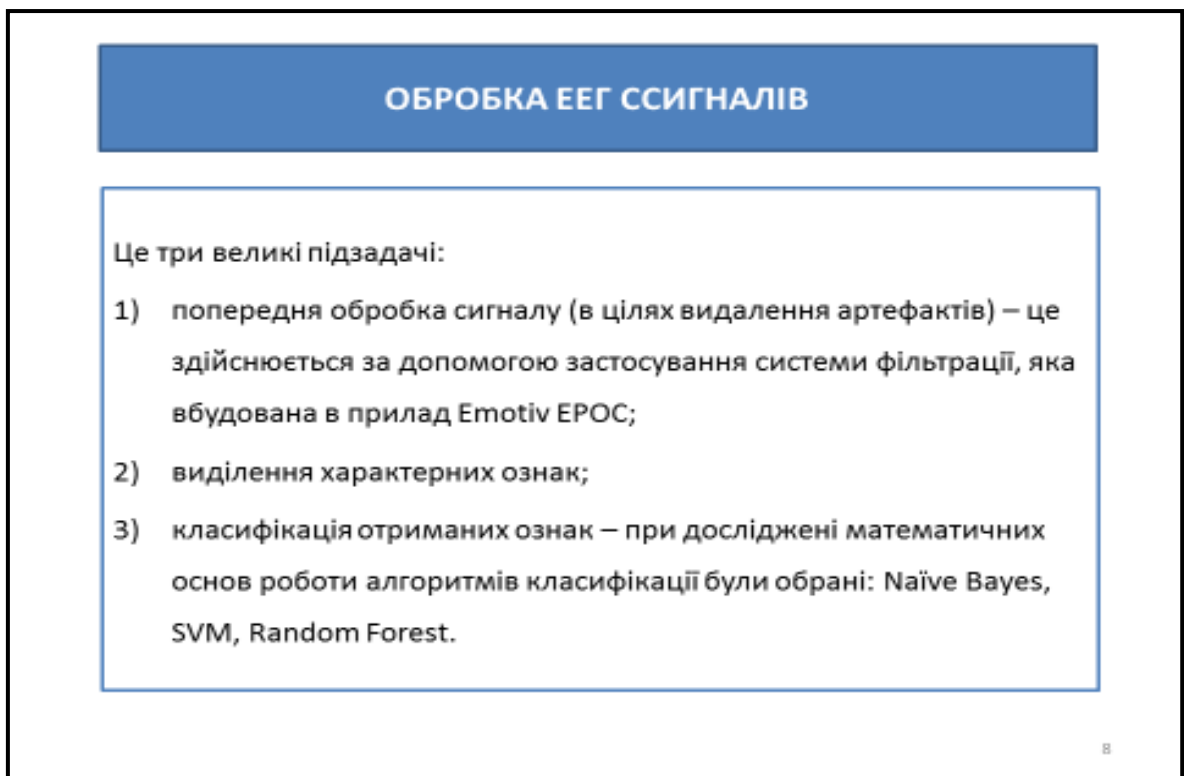 ОБРОБКА ЕЕГ ССИГНАЛІВ
Це три великі підзадачі:
1) попередня обробка сигналу (в цілях видалення артефактів) – це
здійснюється за допомогою застосування системи фільтрації, яка
вбудована в прилад Emotiv EPOC;
2) виділення характерних ознак;
3) класифікація отриманих ознак – при досліджені математичних
основ роботи алгоритмів класифікації були обрані: Naïve Bayes,
SVM, Random Forest.
8